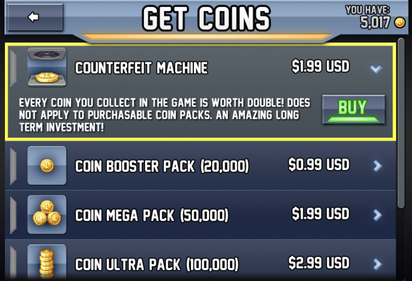 GET COINS
YOU HAVE:
5,017
COUNTERFEIT MACHINE
$1.99 USD
EVERY COIN YOU COLLECT IN THE GAME IS WORTH DOUBLE! DOES
NOT APPLY TO PURCHASABLE COIN PACKS. AN AMAZING LONG
TERM INVESTMENT!
BUY
COIN BOOSTER PACK (20,000)
$0.99 USD
COIN MEGA PACK (50,000)
$1.99 USD
COIN ULTRA PACK (100,000)
$2.99 USD